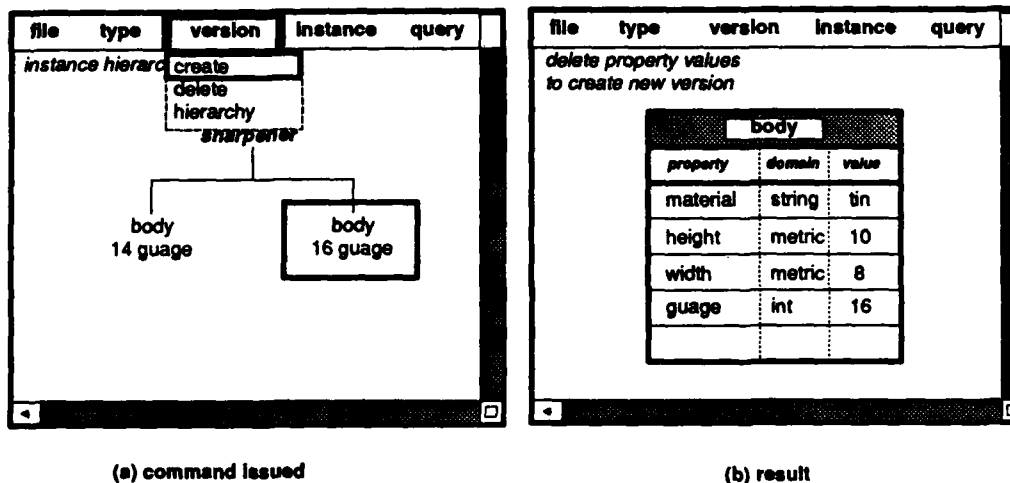 file type version instance query
instance hierarc
create
delete
hierarchy
sharpener
body
14 guage
body
16 guage
(a) command issued
file type version instance query
delete property values
to create new version
body
property domain value
material string tin
height metric 10
width metric 8
guage int 16
(b) result